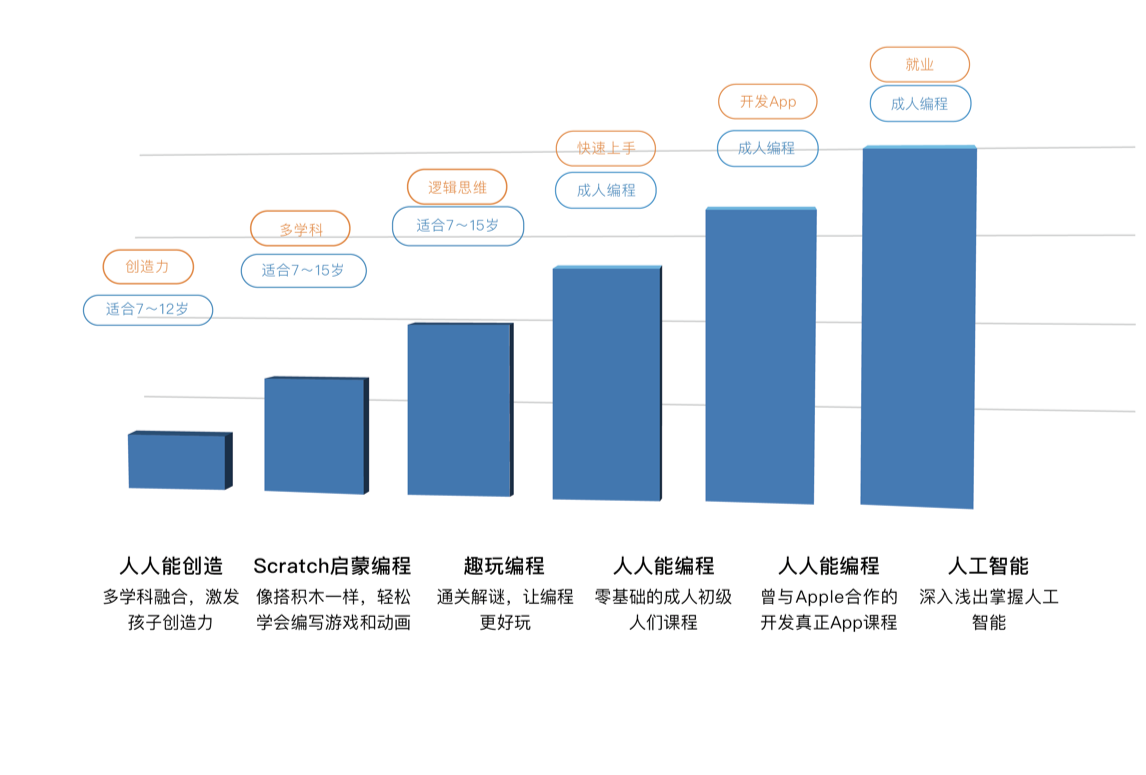 就业
成人编程
开发App
成人编程
快速上手
成人编程
逻辑思维
适合7～15岁
多学科
适合7～15岁
创造力
适合7～12岁
人人能创造
多学科融合，激发
孩子创造力
Scratch启蒙编程
像搭积木一样，轻松
学会编写游戏和动画
趣玩编程
通关解谜，让编程
更好玩
人人能编程
零基础的成人初级
人们课程
人人能编程
曾与Apple合作的
开发真正App课程
人工智能
深入浅出掌握人工
智能